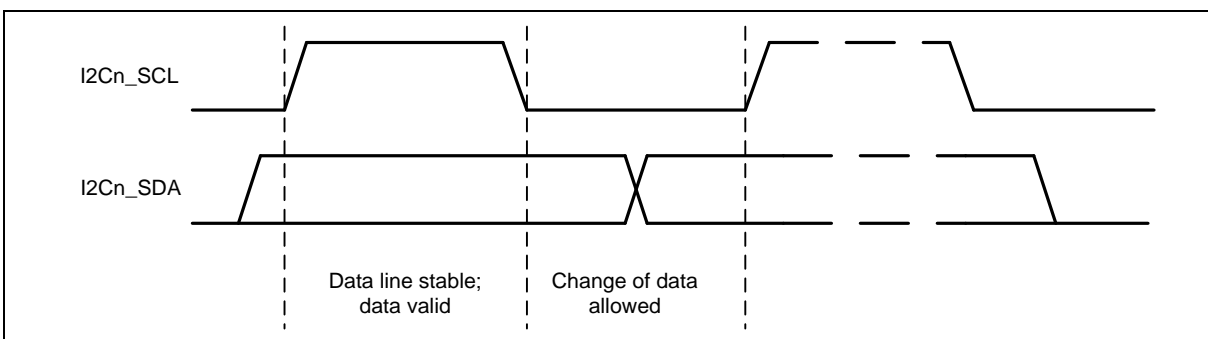 I2Cn_SCL
I2Cn_SDA
Data line stable;
data valid
Change of data
allowed